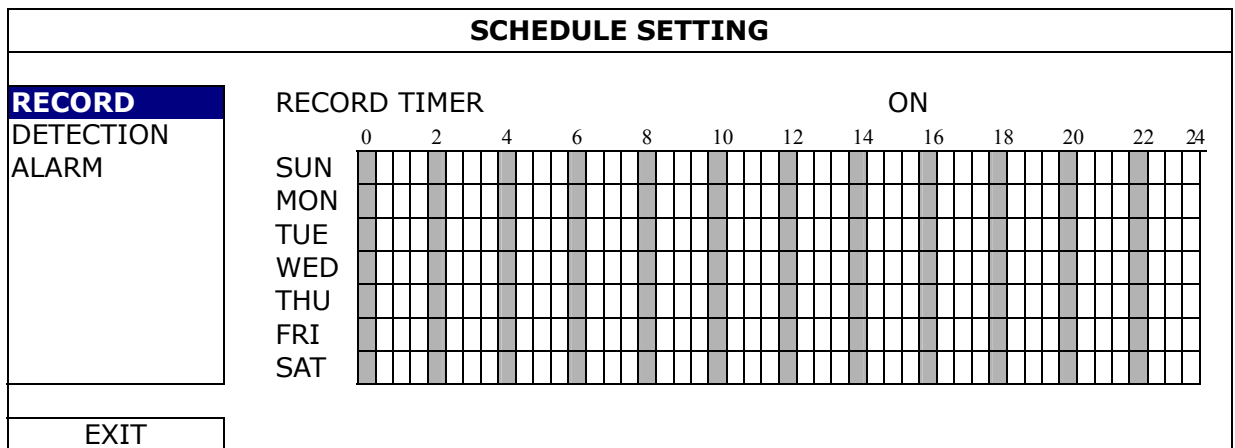 SCHEDULE SETTING
RECORD
DETECTION
ALARM
RECORD TIMER ON
0 2 4 6 8 10 12 14 16 18 20 22 24
SUN
MON
TUE
WED
THU
FRI
SAT
EXIT